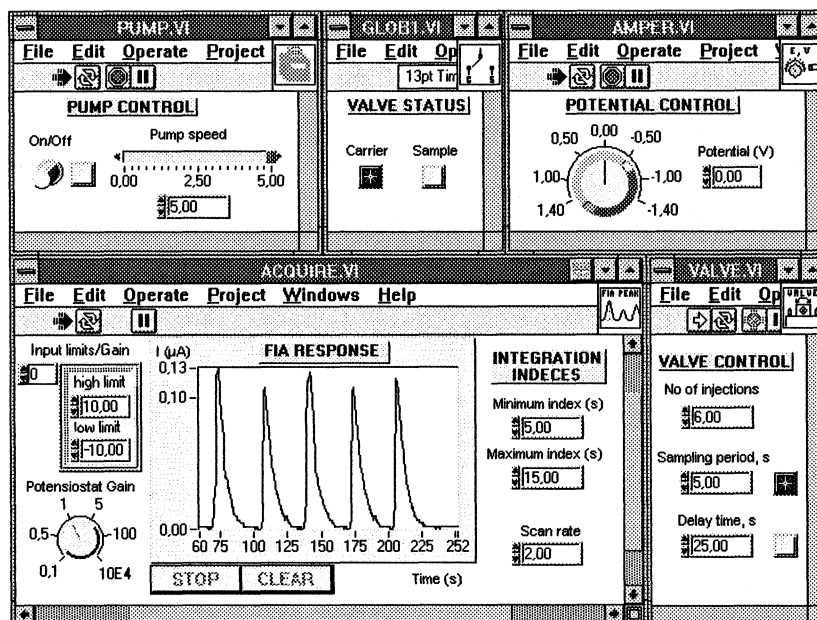 PUMP.VI
File Edit Operate Project
PUMP CONTROL
On/Off
Pump speed
0,00 2,50 5,00
5,00
GLOB1.VI
File Edit Op
13pt Tim
VALVE STATUS
Carrier Sample
AMPER.VI
File Edit Operate Project
E, V
POTENTIAL CONTROL
0,00
0,50 -0,50
1,00 -1,00
1,40 -1,40
Potential (V)
0,00
ACQUIRE.VI
File Edit Operate Project Windows Help
FIA PEAK
Input limits/Gain
0
high limit
10,00
low limit
-10,00
Potensiostat Gain
1 5
0,5 100
0,1 10E4
I (µA)
FIA RESPONSE
0,13
0,10
0,00
60 75 100 125 150 175 200 225 252
STOP CLEAR
Time (s)
INTEGRATION
INDECES
Minimum index (s)
5,00
Maximum index (s)
15,00
Scan rate
2,00
VALVE.VI
File Edit Op
VALVE
VALVE CONTROL
No of injections
6,00
Sampling period, s
5,00
Delay time, s
25,00